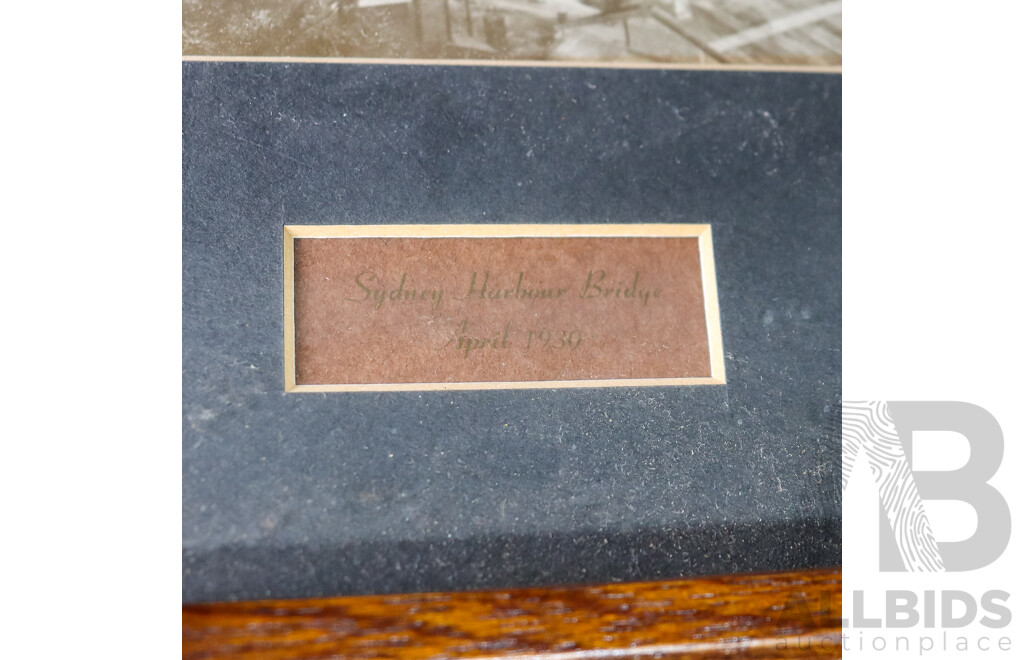 Sydney Harbour Bridge
April 1930
ALLBIDS
auctionplace